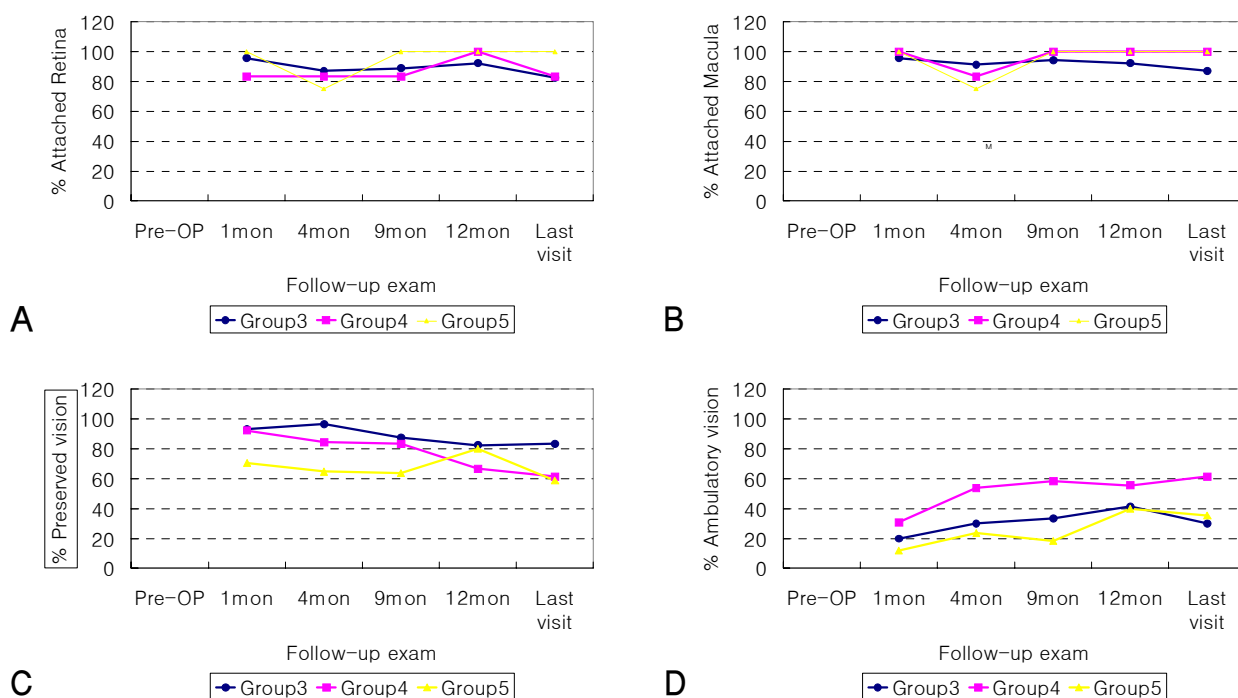 % Attached Retina
120
100
80
60
40
20
0
Pre-OP 1mon 4mon 9mon 12mon Last visit
Follow-up exam
Group3 Group4 Group5
A
% Attached Macula
120
100
80
60
40
20
0
M
Pre-OP 1mon 4mon 9mon 12mon Last visit
Follow-up exam
Group3 Group4 Group5
B
% Preserved vision
120
100
80
60
40
20
0
Pre-OP 1mon 4mon 9mon 12mon Last visit
Follow-up exam
Group3 Group4 Group5
C
% Ambulatory vision
120
100
80
60
40
20
0
Pre-OP 1mon 4mon 9mon 12mon Last visit
Follow-up exam
Group3 Group4 Group5
D